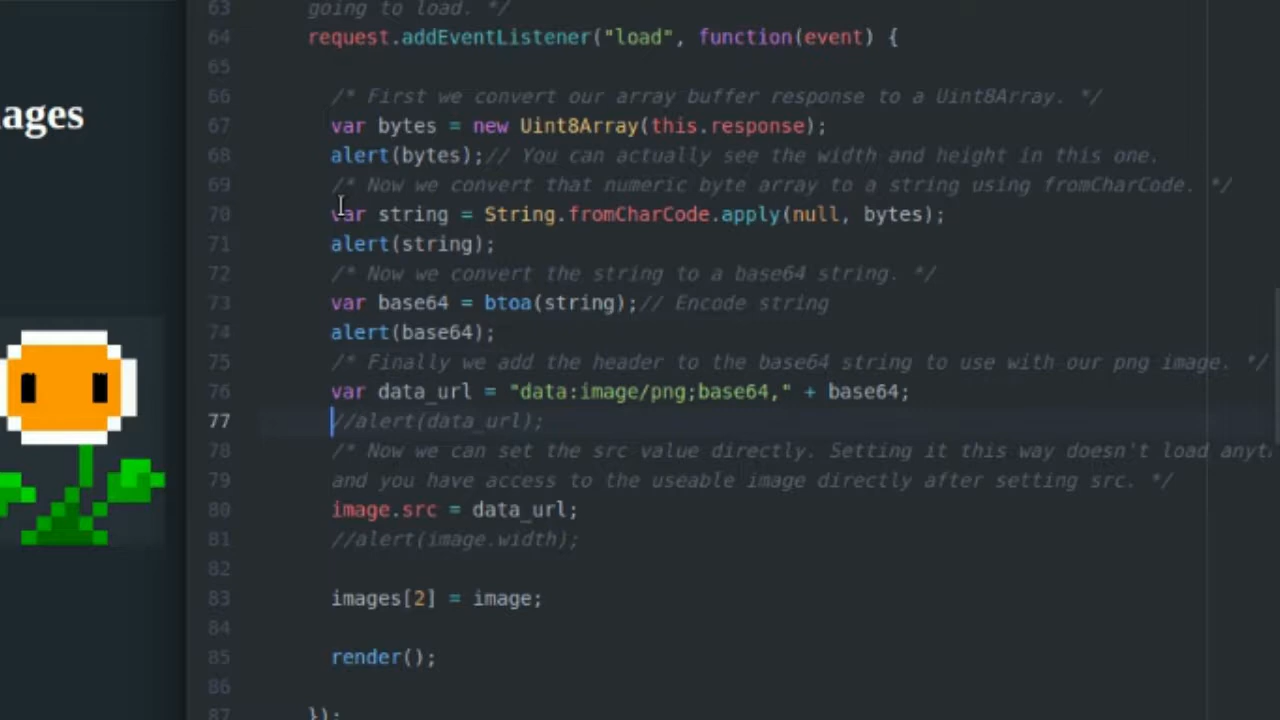 ages
63 going to load. */
64 request.addEventListener("load", function(event) {
65
66 /* First we convert our array buffer response to a Uint8Array. */
67 var bytes = new Uint8Array(this.response);
68 alert(bytes);// You can actually see the width and height in this one.
69 /* Now we convert that numeric byte array to a string using fromCharCode. */
70 var string = String.fromCharCode.apply(null, bytes);
71 alert(string);
72 /* Now we convert the string to a base64 string. */
73 var base64 = btoa(string);// Encode string
74 alert(base64);
75 /* Finally we add the header to the base64 string to use with our png image. */
76 var data_url = "data:image/png;base64," + base64;
77 //alert(data_url);
78 /* Now we can set the src value directly. Setting it this way doesn't load anyt
79 and you have access to the useable image directly after setting src. */
80 image.src = data_url;
81 //alert(image.width);
82
83 images[2] = image;
84
85 render();
86
87 });